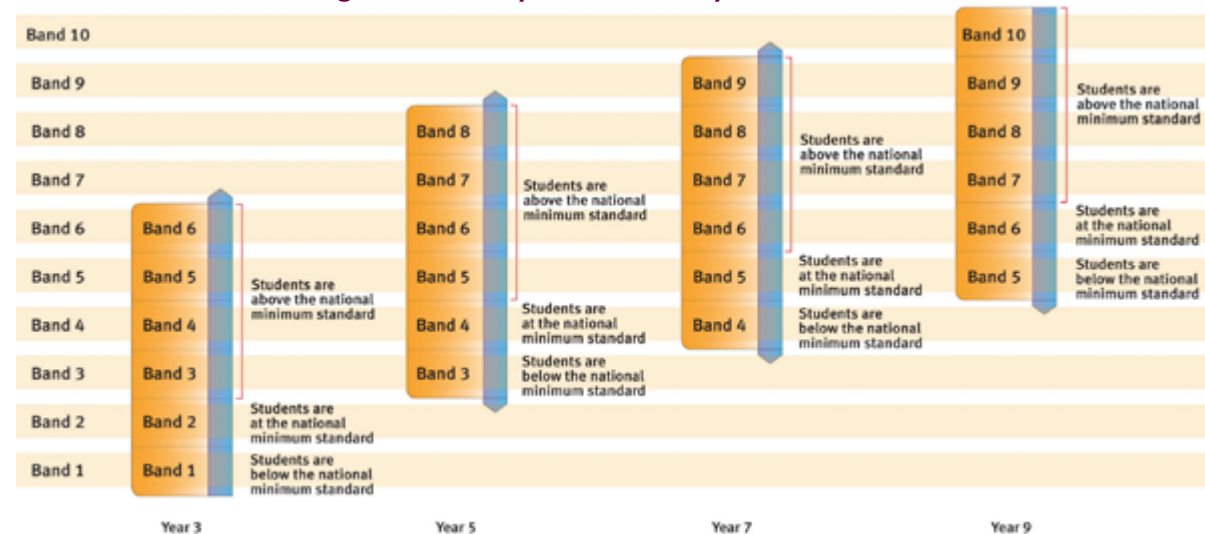 Band 10
Band 9
Band 8
Band 7
Band 6
Band 5
Band 4
Band 3
Band 2
Band 1
Band 6
Band 5
Band 4
Band 3
Band 2
Band 1
Students are
above the national
minimum standard
Students are
at the national
minimum standard
Students are
below the national
minimum standard
Year 3
Band 8
Band 7
Band 6
Band 5
Band 4
Band 3
Students are
above the national
minimum standard
Students are
at the national
minimum standard
Students are
below the national
minimum standard
Year 5
Band 9
Band 8
Band 7
Band 6
Band 5
Band 4
Students are
above the national
minimum standard
Students are
at the national
minimum standard
Students are
below the national
minimum standard
Year 7
Band 10
Band 9
Band 8
Band 7
Band 6
Band 5
Students are
above the national
minimum standard
Students are
at the national
minimum standard
Students are
below the national
minimum standard
Year 9